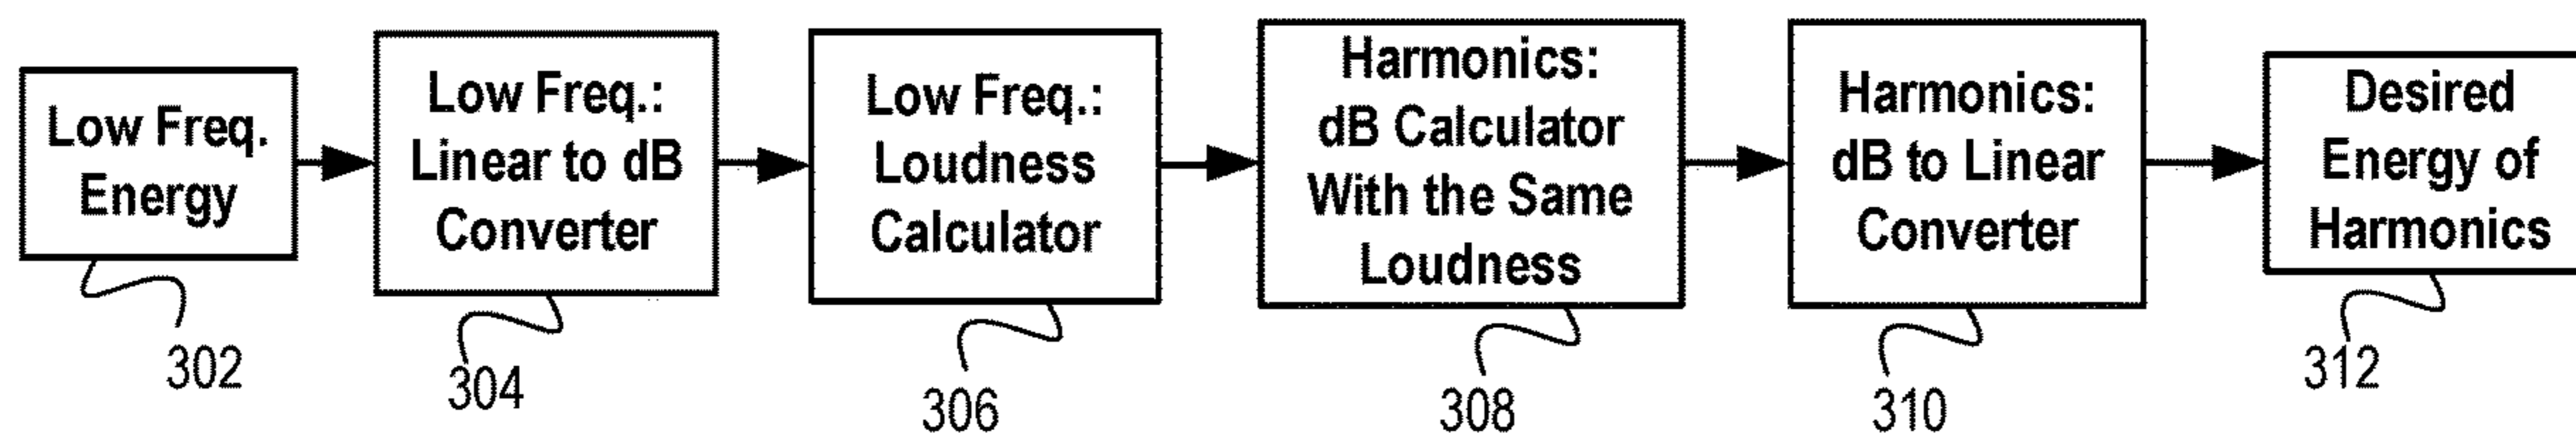 Low Freq.
Energy
302
Low Freq.:
Linear to dB
Converter
304
Low Freq.:
Loudness
Calculator
306
Harmonics:
dB Calculator
With the Same
Loudness
308
Harmonics:
dB to Linear
Converter
310
Desired
Energy of
Harmonics
312